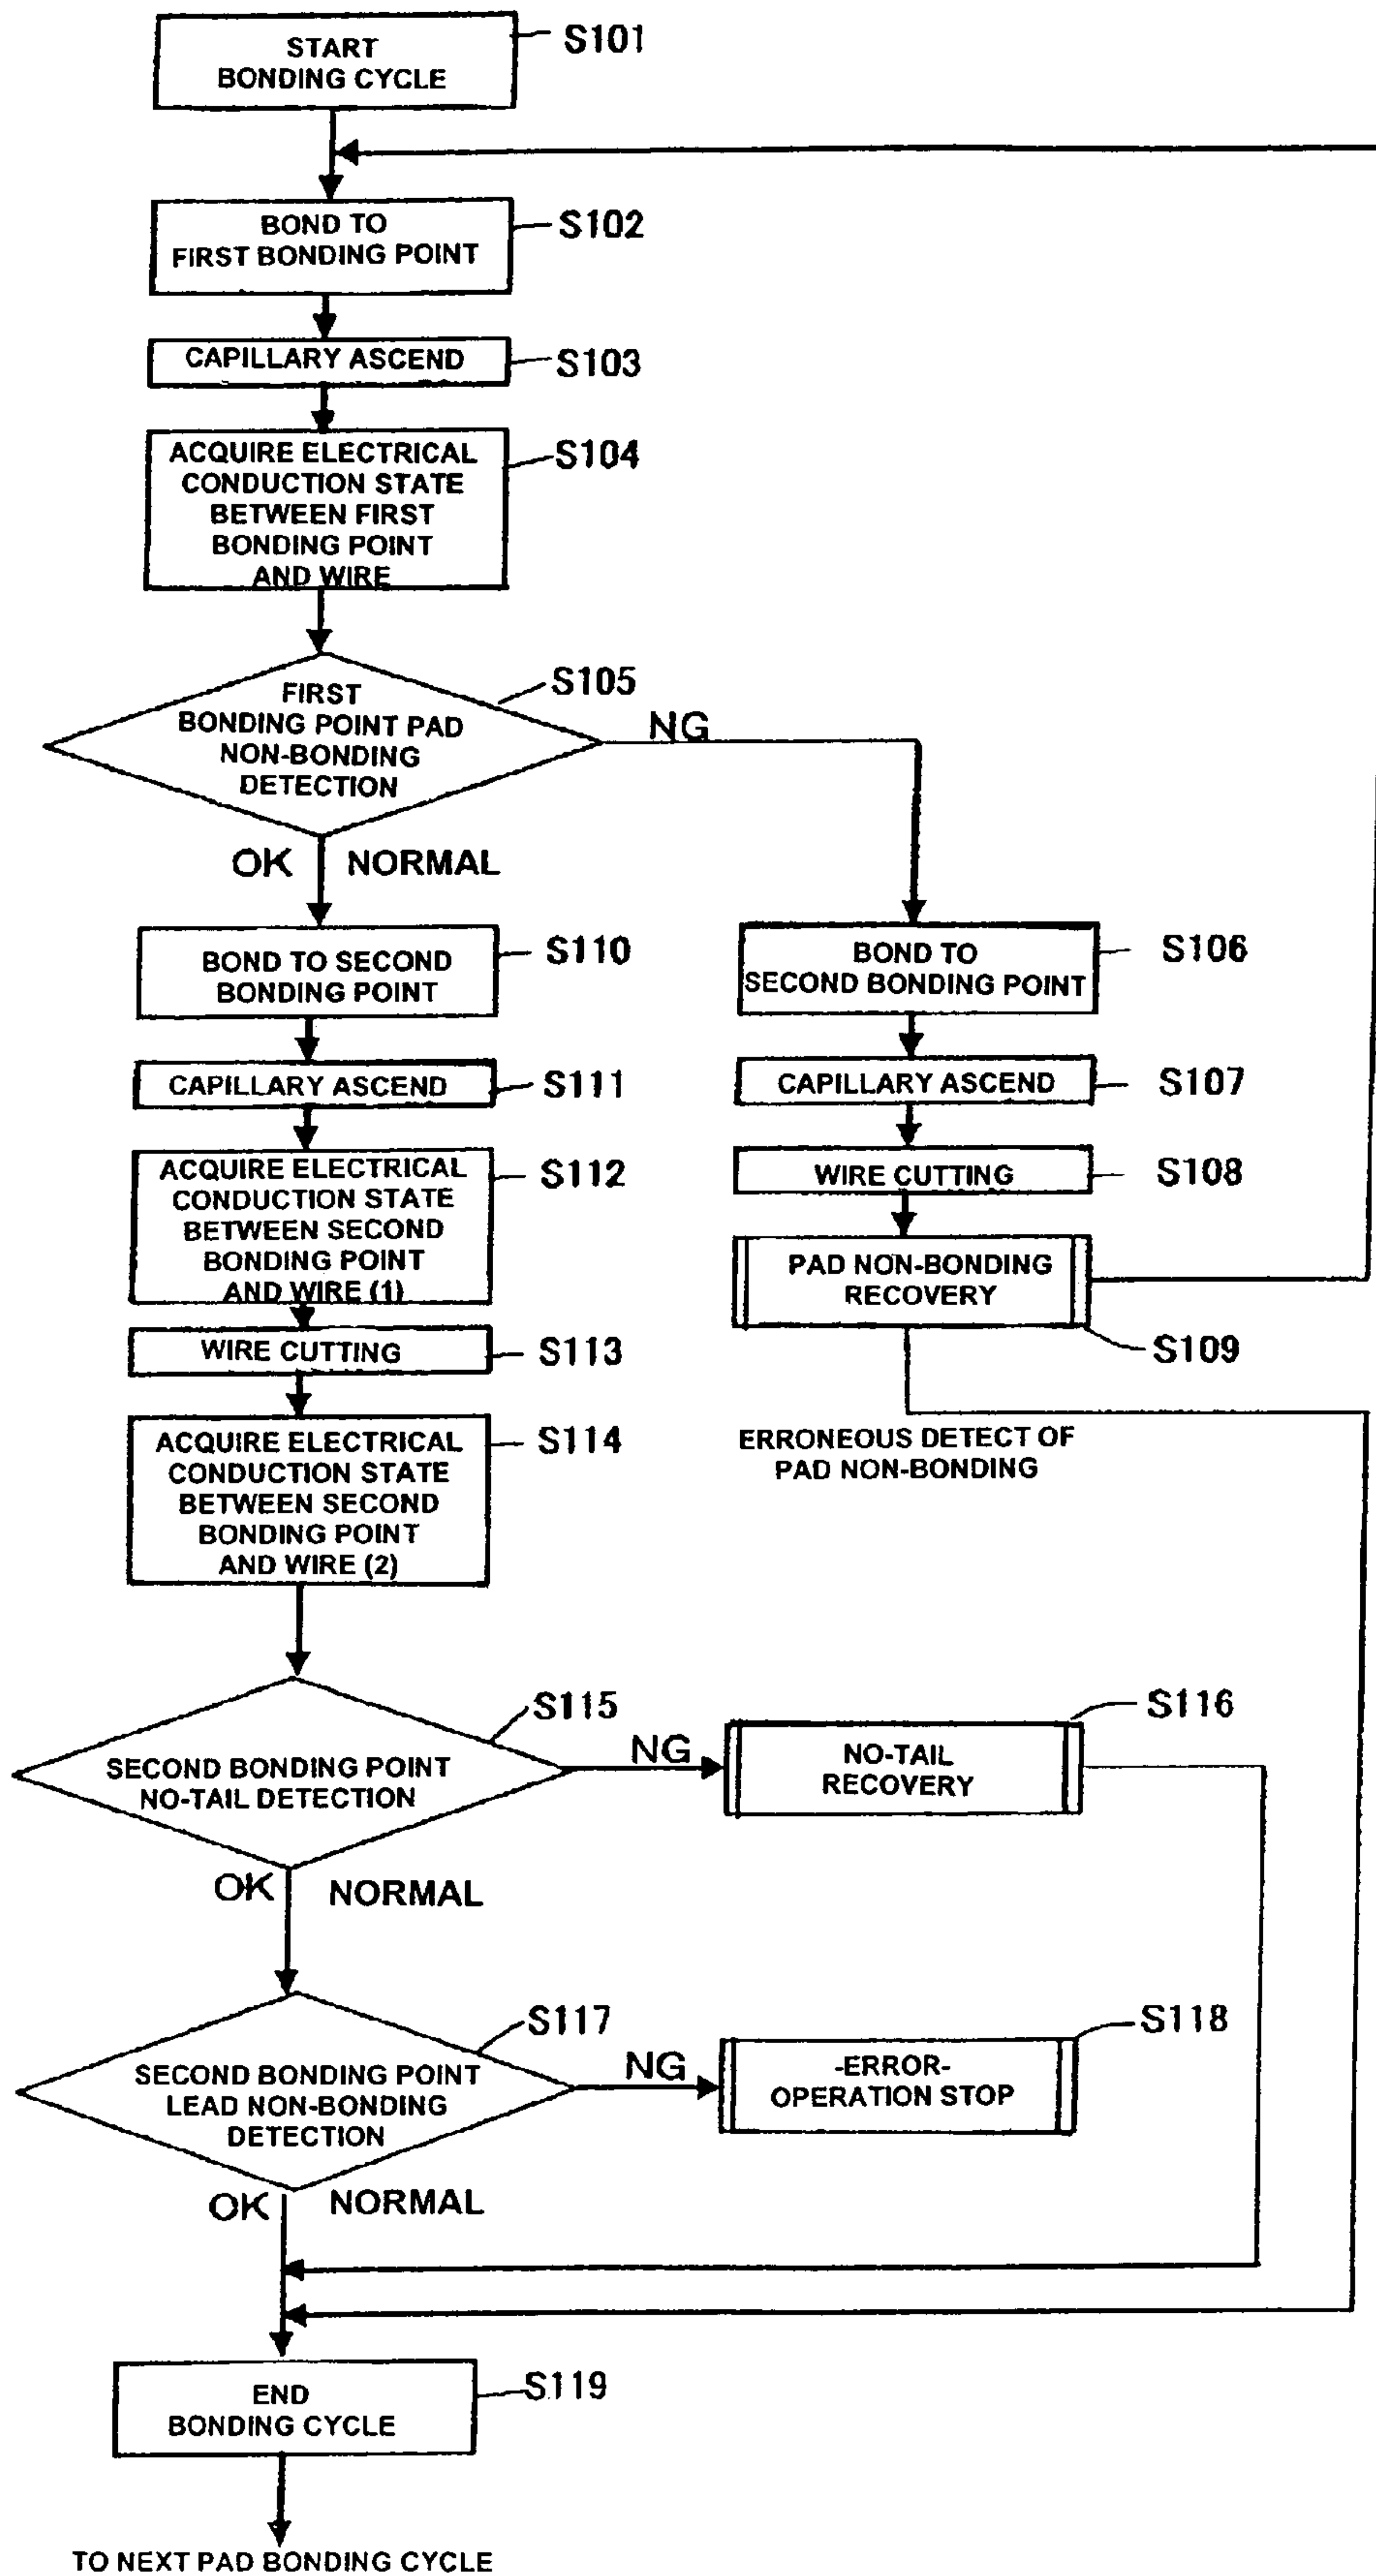 START
BONDING CYCLE
S101
BOND TO
FIRST BONDING POINT
S102
CAPILLARY ASCEND
S103
ACQUIRE ELECTRICAL
CONDUCTION STATE
BETWEEN FIRST
BONDING POINT
AND WIRE
S104
FIRST
BONDING POINT PAD
NON-BONDING
DETECTION
S105
NG
OK NORMAL
BOND TO SECOND
BONDING POINT
S110
BOND TO
SECOND BONDING POINT
S106
CAPILLARY ASCEND
S111
CAPILLARY ASCEND
S107
ACQUIRE ELECTRICAL
CONDUCTION STATE
BETWEEN SECOND
BONDING POINT
AND WIRE (1)
S112
WIRE CUTTING
S108
PAD NON-BONDING
RECOVERY
S109
WIRE CUTTING
S113
ACQUIRE ELECTRICAL
CONDUCTION STATE
BETWEEN SECOND
BONDING POINT
AND WIRE (2)
S114
ERRONEOUS DETECT OF
PAD NON-BONDING
SECOND BONDING POINT
NO-TAIL DETECTION
S115
NG
NO-TAIL
RECOVERY
S116
OK NORMAL
SECOND BONDING POINT
LEAD NON-BONDING
DETECTION
S117
NG
-ERROR-
OPERATION STOP
S118
OK NORMAL
END
BONDING CYCLE
S119
TO NEXT PAD BONDING CYCLE